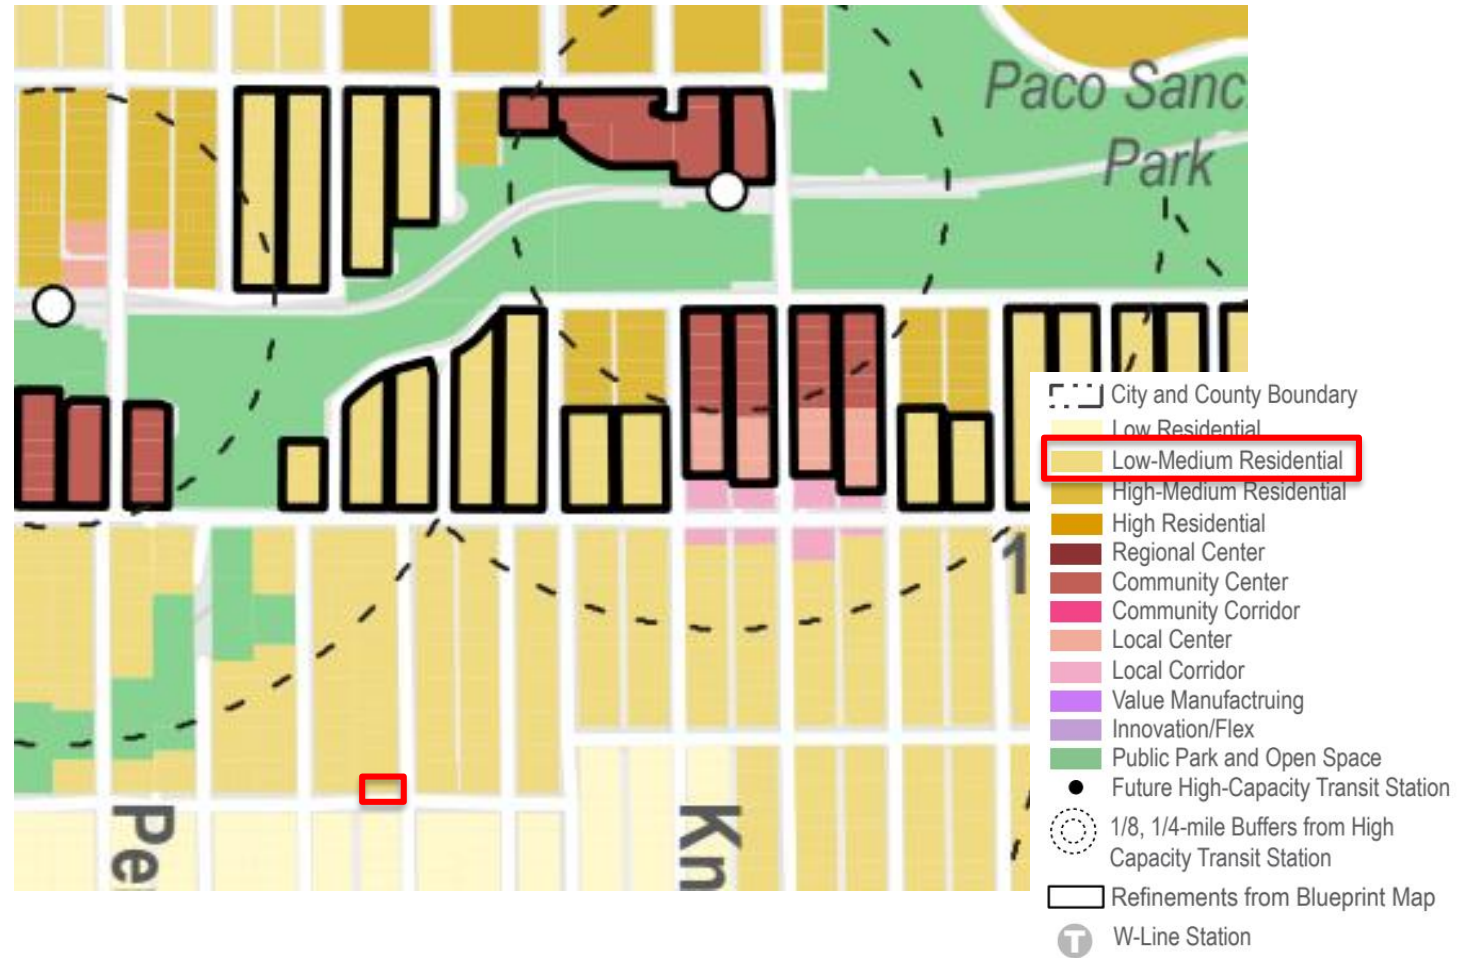 Paco Sanc
Park
1
Pe
Kn
City and County Boundary
Low Residential
Low-Medium Residential
High-Medium Residential
High Residential
Regional Center
Community Center
Community Corridor
Local Center
Local Corridor
Value Manufactruing
Innovation/Flex
Public Park and Open Space
Future High-Capacity Transit Station
1/8, 1/4-mile Buffers from High
Capacity Transit Station
Refinements from Blueprint Map
T W-Line Station